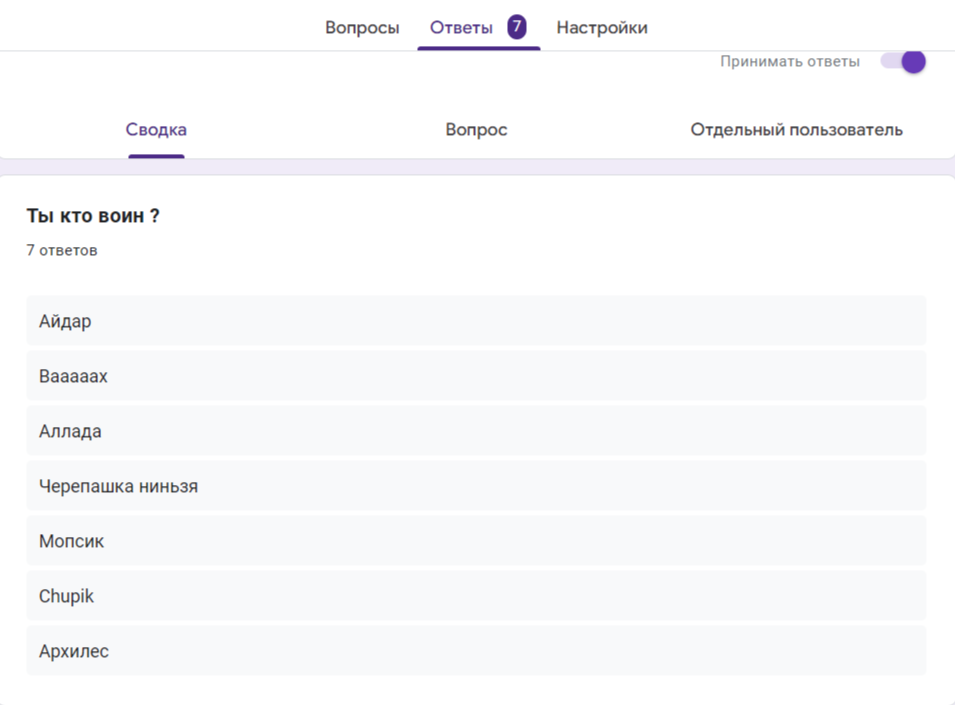 Вопросы Ответы 7 Настройки
Принимать ответы
Сводка Вопрос Отдельный пользователь
Ты кто воин ?
7 ответов
Айдар
Вааааах
Аллада
Черепашка ниньзя
Мопсик
Chupik
Архилес